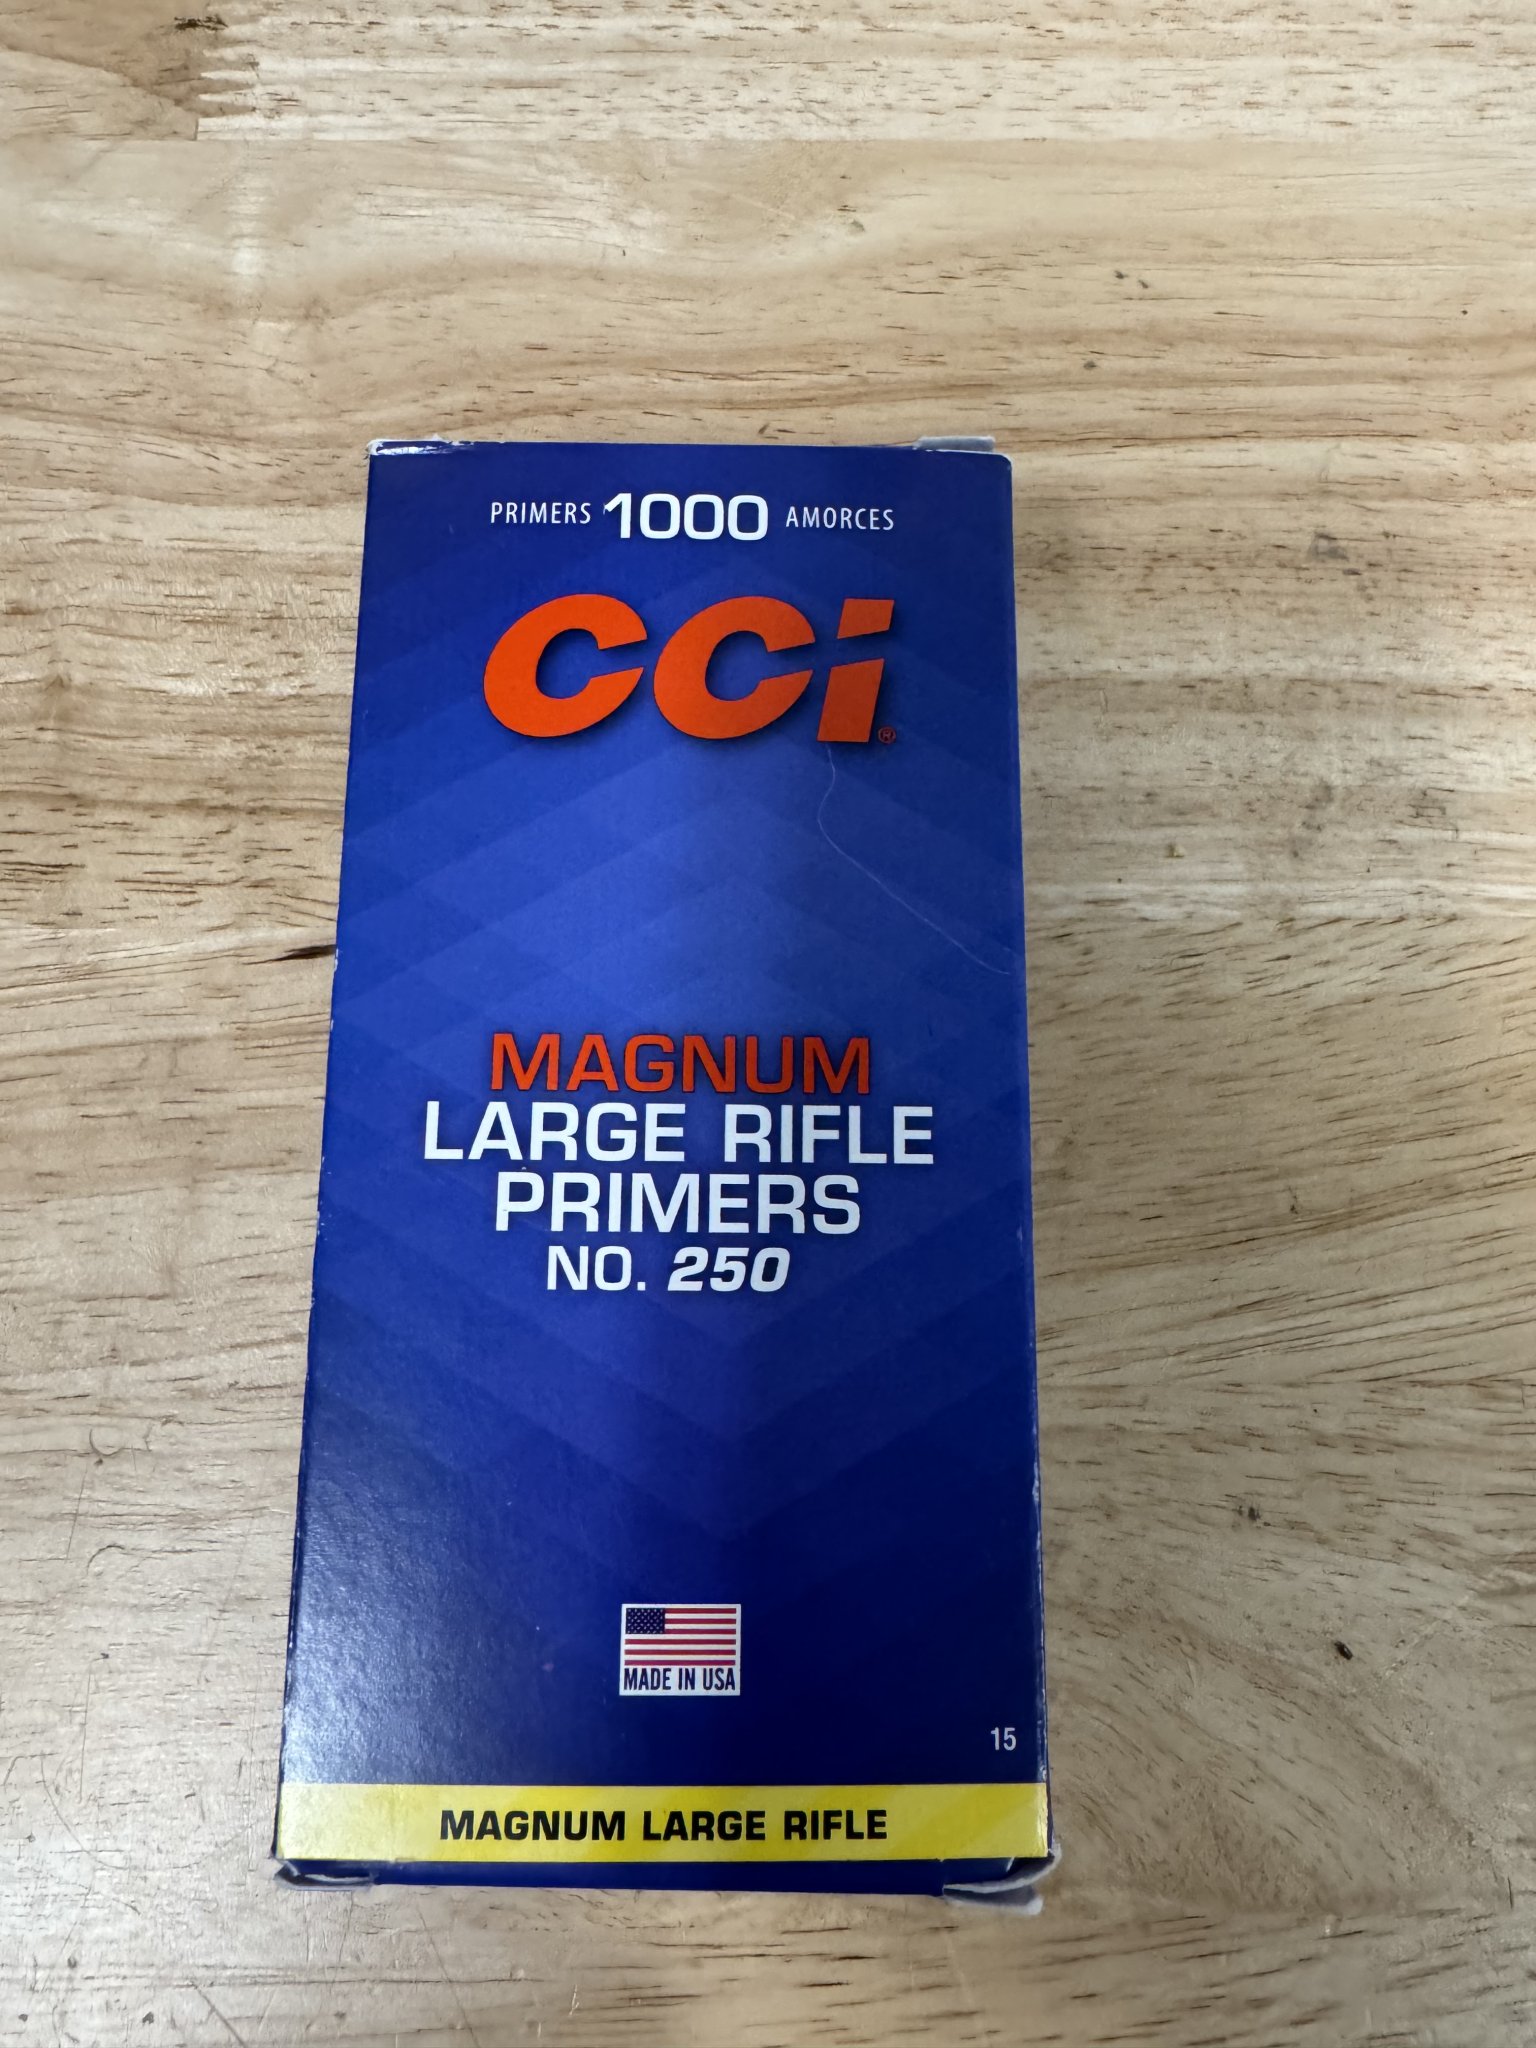 PRIMERS 1000 AMORCES
CCi®
MAGNUM
LARGE RIFLE
PRIMERS
NO. 250
MADE IN USA
15
MAGNUM LARGE RIFLE